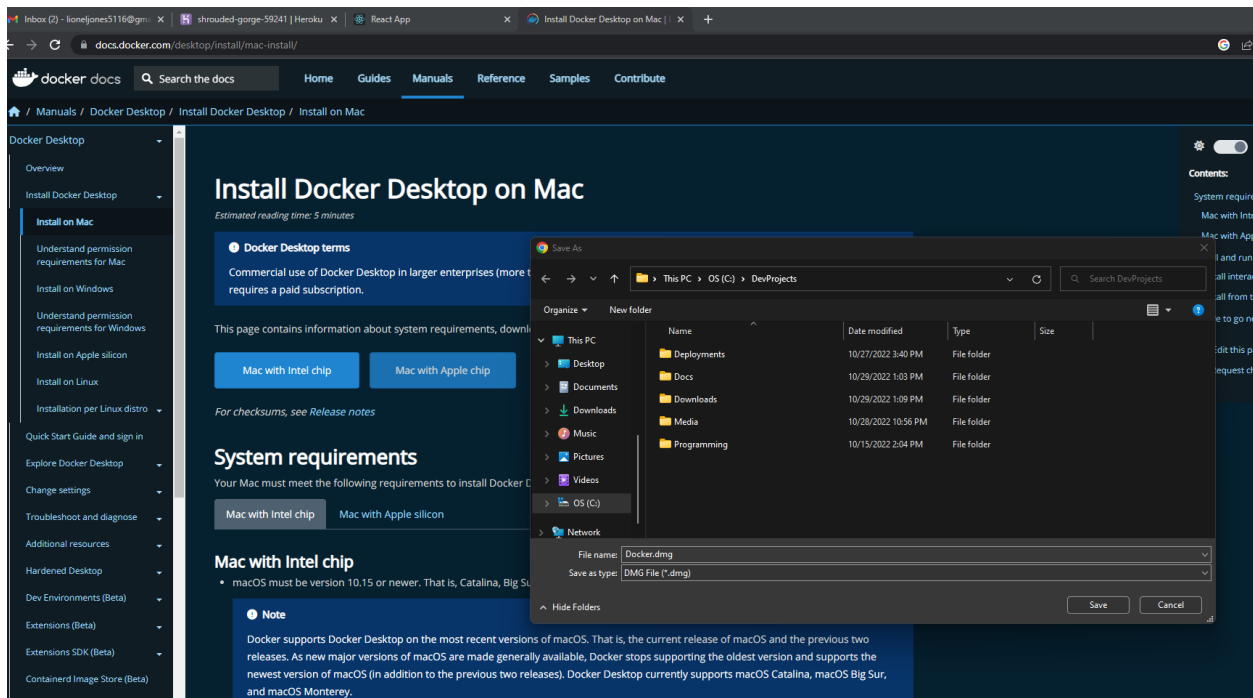 Inbox (2) - lioneljones5116@gm
shrouded-gorge-59241 | Heroku
React App
Install Docker Desktop on Mac |
docs.docker.com/desktop/install/mac-install/
docker docs
Search the docs
Home
Guides
Manuals
Reference
Samples
Contribute
/ Manuals / Docker Desktop / Install Docker Desktop / Install on Mac
Docker Desktop
Overview
Install Docker Desktop
Install on Mac
Understand permission
requirements for Mac
Install on Windows
Understand permission
requirements for Windows
Install on Apple silicon
Install on Linux
Installation per Linux distro
Quick Start Guide and sign in
Explore Docker Desktop
Change settings
Troubleshoot and diagnose
Additional resources
Hardened Desktop
Dev Environments (Beta)
Extensions (Beta)
Extensions SDK (Beta)
Containerd Image Store (Beta)
Install Docker Desktop on Mac
Estimated reading time: 5 minutes
Docker Desktop terms
Commercial use of Docker Desktop in larger enterprises (more t
requires a paid subscription.
This page contains information about system requirements, downl
Mac with Intel chip
Mac with Apple chip
For checksums, see Release notes
System requirements
Your Mac must meet the following requirements to install Docker D
Mac with Intel chip
Mac with Apple silicon
Mac with Intel chip
• macOS must be version 10.15 or newer. That is, Catalina, Big Su
Note
Docker supports Docker Desktop on the most recent versions of macOS. That is, the current release of macOS and the previous two
releases. As new major versions of macOS are made generally available, Docker stops supporting the oldest version and supports the
newest version of macOS (in addition to the previous two releases). Docker Desktop currently supports macOS Catalina, macOS Big Sur,
and macOS Monterey.
Save As
This PC > OS (C:) > DevProjects
Search DevProjects
Organize
New folder
This PC
Desktop
Documents
Downloads
Music
Pictures
Videos
OS (C:)
Network
Name
Date modified
Type
Size
Deployments
10/27/2022 3:40 PM
File folder
Docs
10/29/2022 1:03 PM
File folder
Downloads
10/29/2022 1:09 PM
File folder
Media
10/28/2022 10:56 PM
File folder
Programming
10/15/2022 2:04 PM
File folder
File name: Docker.dmg
Save as type: DMG File (*.dmg)
Hide Folders
Save
Cancel
Contents:
System require
Mac with Inte
Mac with App
l and run
all interac
all from t
e to go ne
dit this p
equest ch